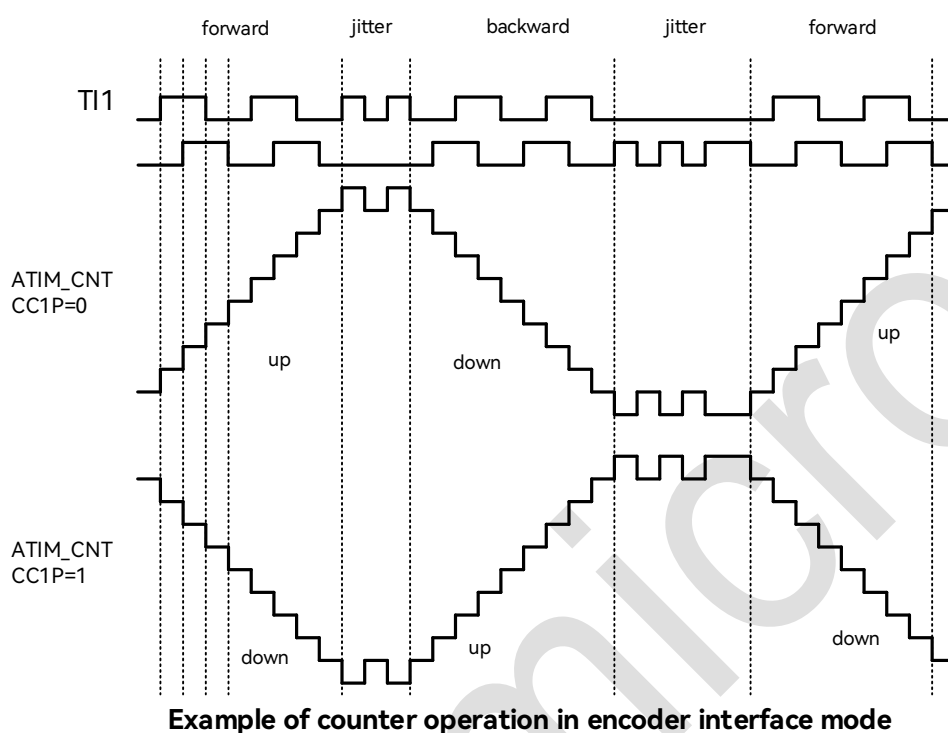 forward jitter backward jitter forward
TI1
ATIM_CNT
CC1P=0
up
down
up
ATIM_CNT
CC1P=1
down
up
down
micro
Example of counter operation in encoder interface mode